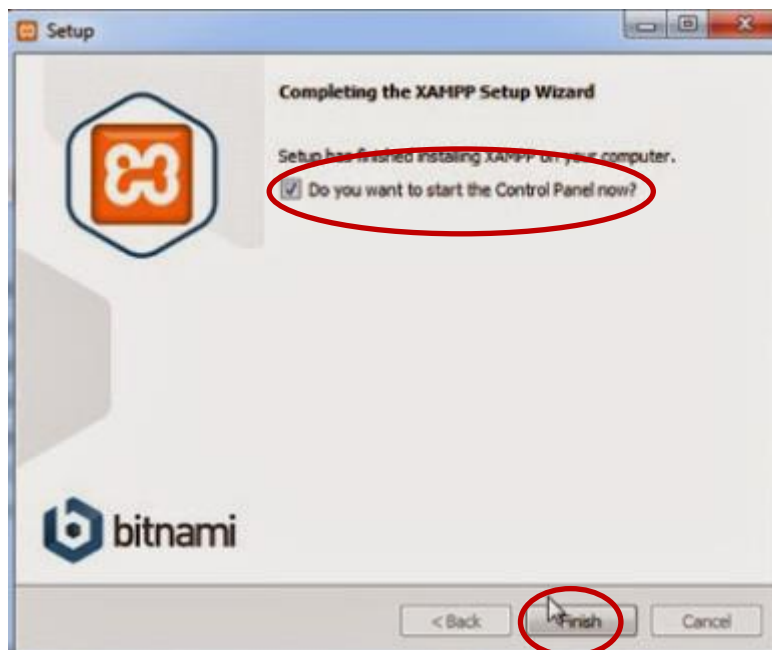 Setup
Completing the XAMPP Setup Wizard
Setup has finished installing XAMPP on your computer.
Do you want to start the Control Panel now?
bitnami
< Back
Finish
Cancel